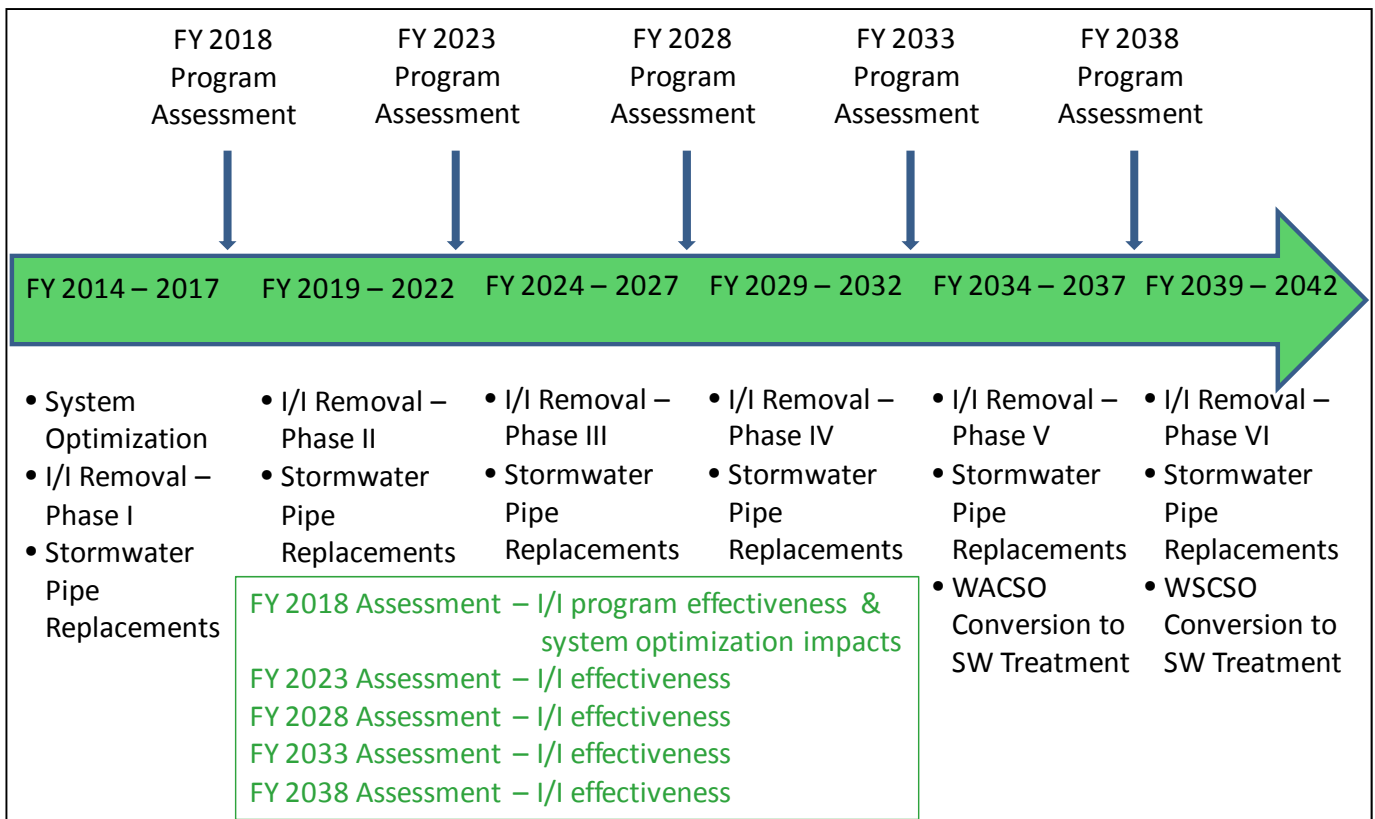 FY 2018
Program
Assessment
FY 2023
Program
Assessment
FY 2028
Program
Assessment
FY 2033
Program
Assessment
FY 2038
Program
Assessment
FY 2014 – 2017
FY 2019 – 2022
FY 2024 – 2027
FY 2029 – 2032
FY 2034 – 2037
FY 2039 – 2042
• System
Optimization
• I/I Removal –
Phase I
• Stormwater
Pipe
Replacements
• I/I Removal –
Phase II
• Stormwater
Pipe
Replacements
• I/I Removal –
Phase III
• Stormwater
Pipe
Replacements
• I/I Removal –
Phase IV
• Stormwater
Pipe
Replacements
• I/I Removal –
Phase V
• Stormwater
Pipe
Replacements
• WACSO
Conversion to
SW Treatment
• I/I Removal –
Phase VI
• Stormwater
Pipe
Replacements
• WSCSO
Conversion to
SW Treatment
FY 2018 Assessment – I/I program effectiveness &
system optimization impacts
FY 2023 Assessment – I/I effectiveness
FY 2028 Assessment – I/I effectiveness
FY 2033 Assessment – I/I effectiveness
FY 2038 Assessment – I/I effectiveness